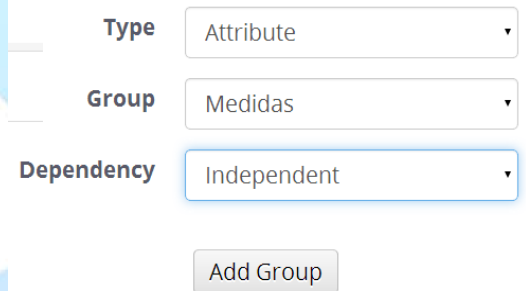 Type Attribute
Group Medidas
Dependency Independent
Add Group